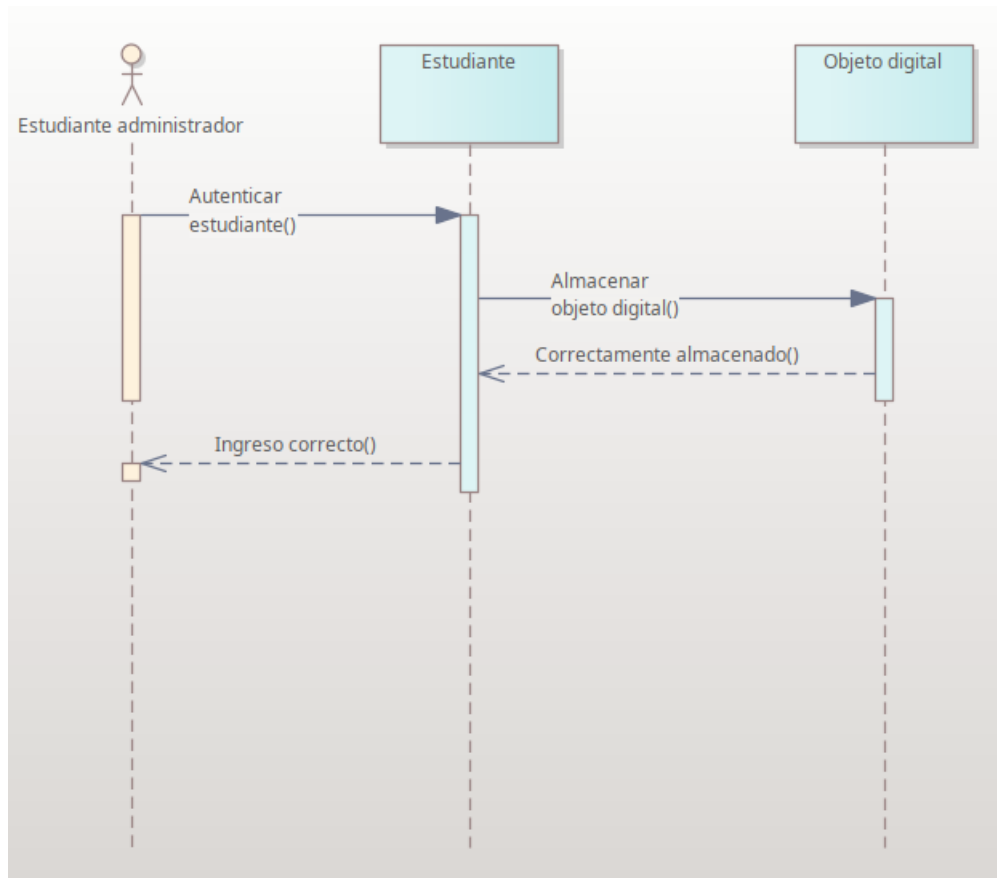 Estudiante
Objeto digital
Estudiante administrador
Autenticar
estudiante()
Almacenar
objeto digital()
Correctamente almacenado()
Ingreso correcto()